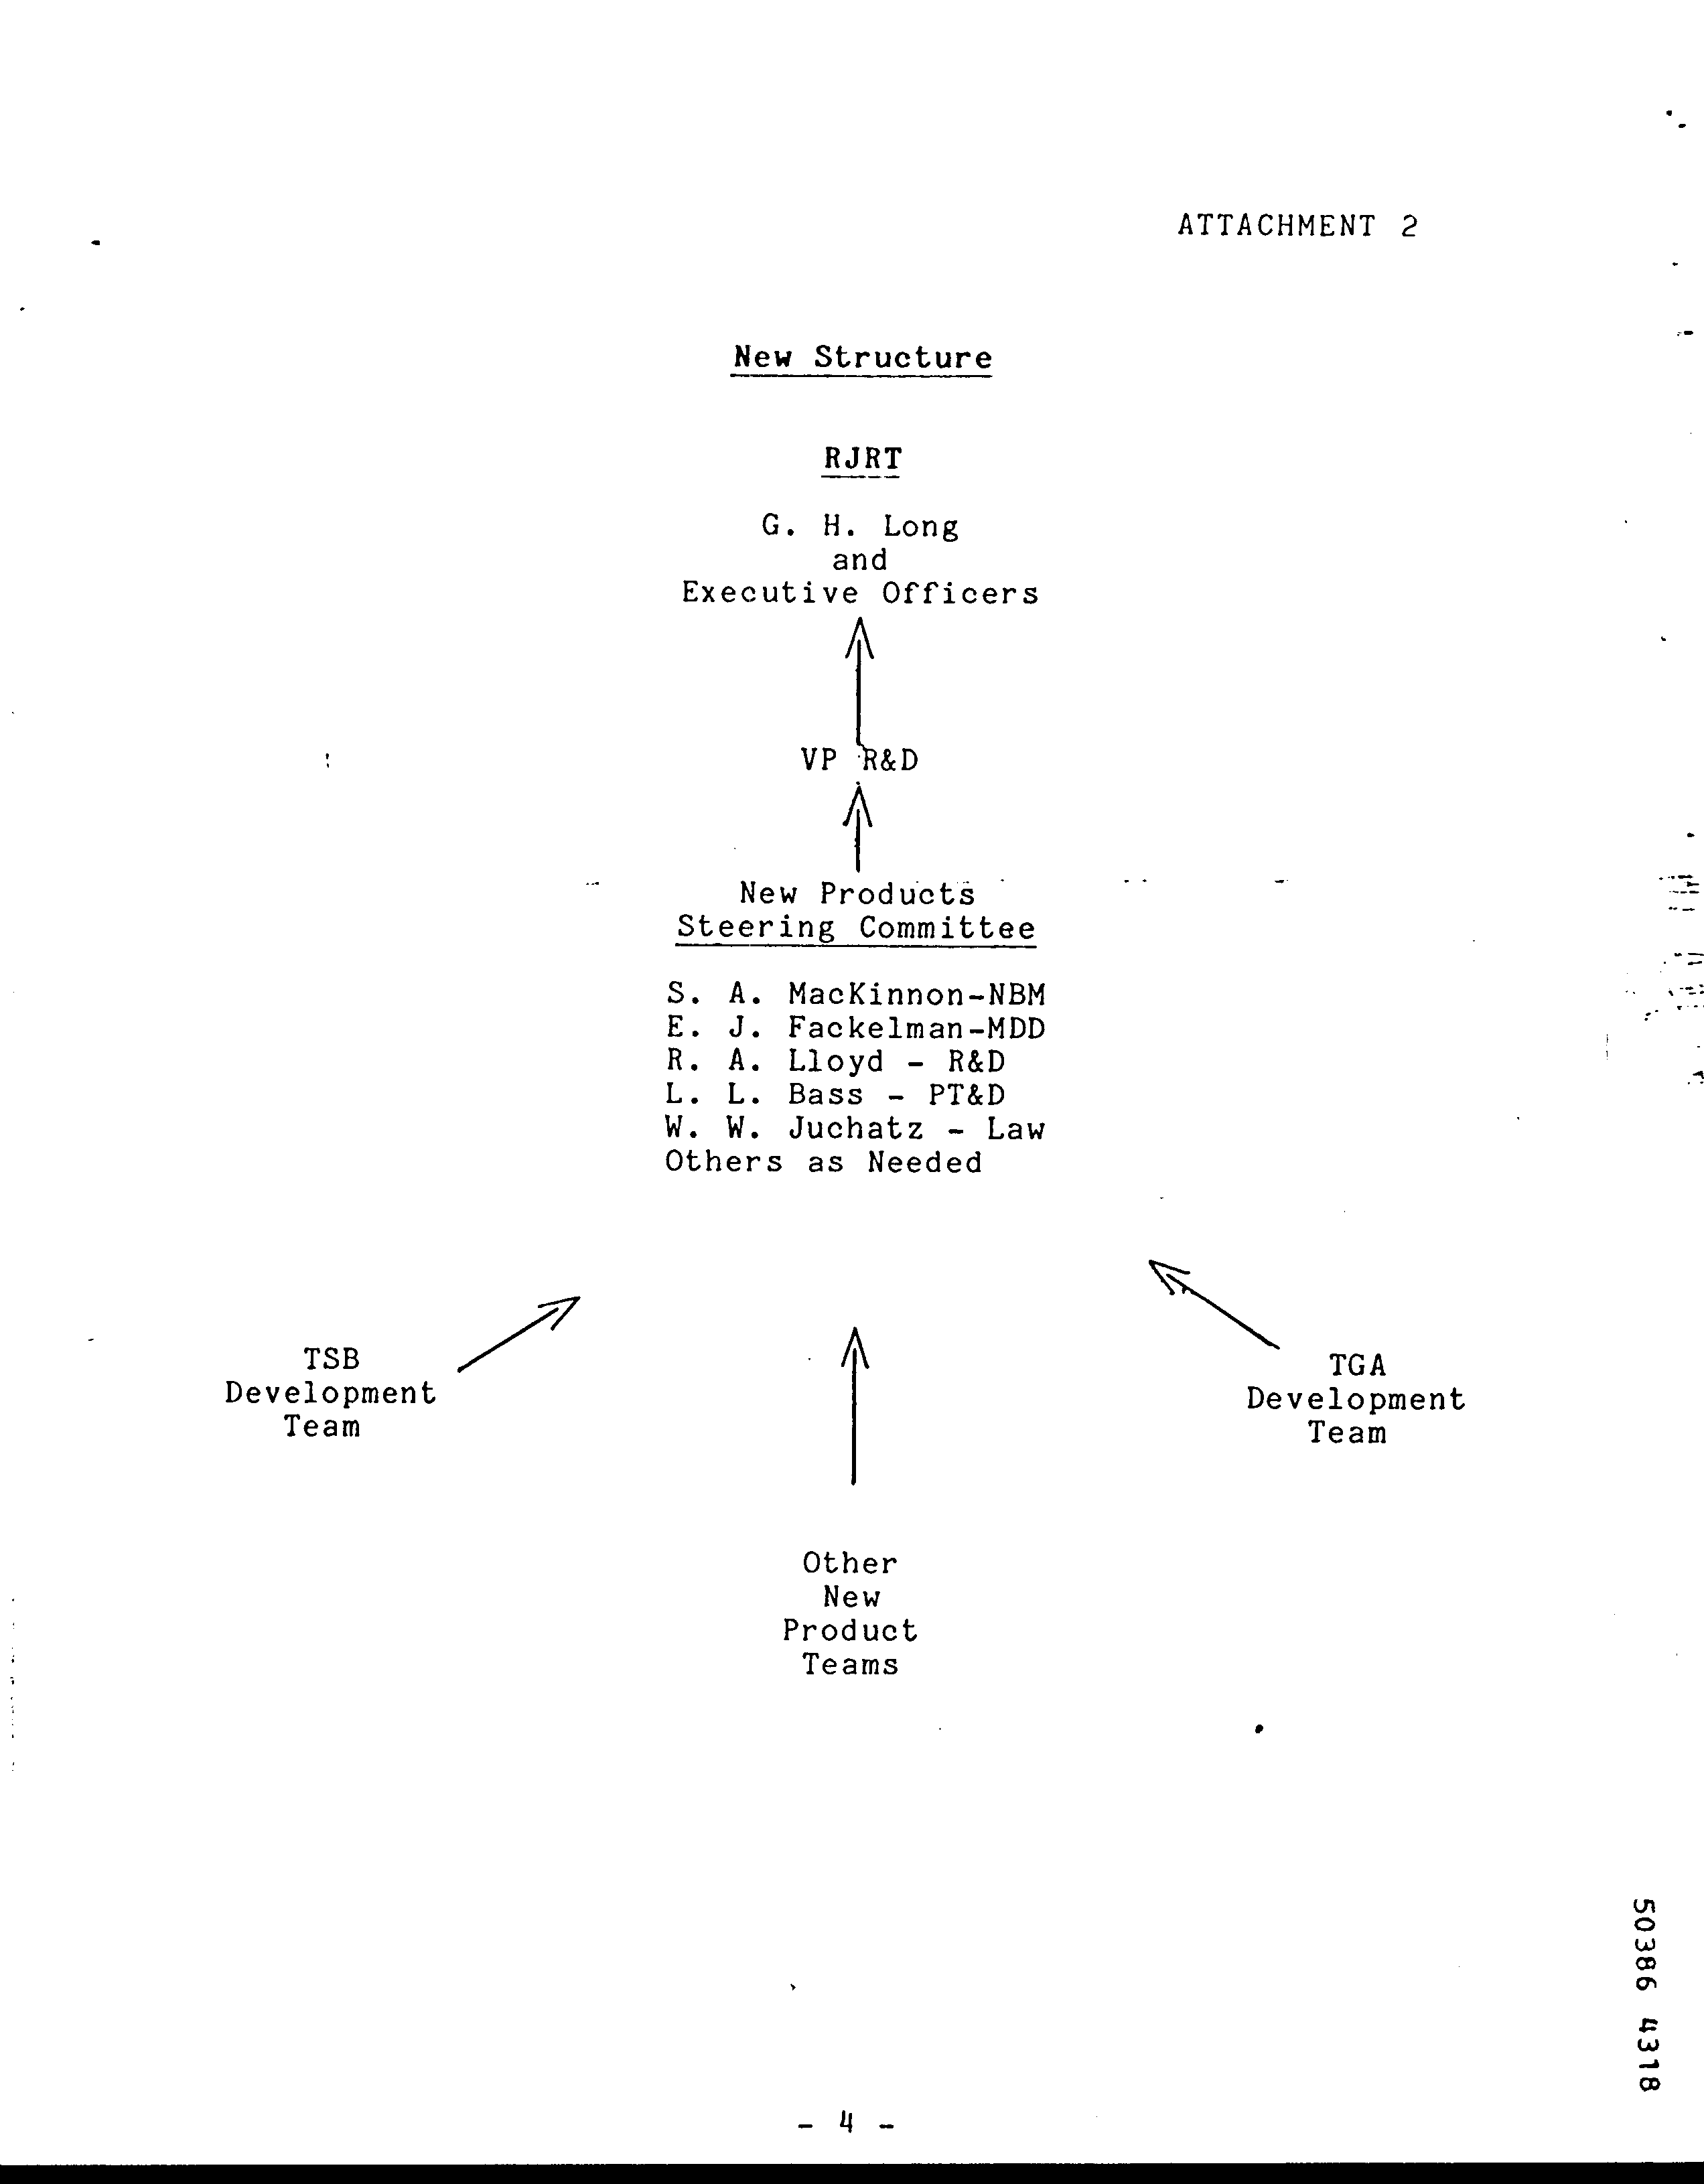 ATTACHMENT 2
New Structure
RJRT
G. H. Long
and
Executive Officers
VP R&D
New Products
Steering Committee
S. A. MacKinnon-NBM
E. J. Fackelman-MDD
R. A. Lloyd - R&D
L. L. Bass - PT&D
W. W. Juchatz - Law
Others as Needed
TSB
Development
Team
TGA
Development
Team
Other
New
Product
Teams
50386 4318
- 4 -